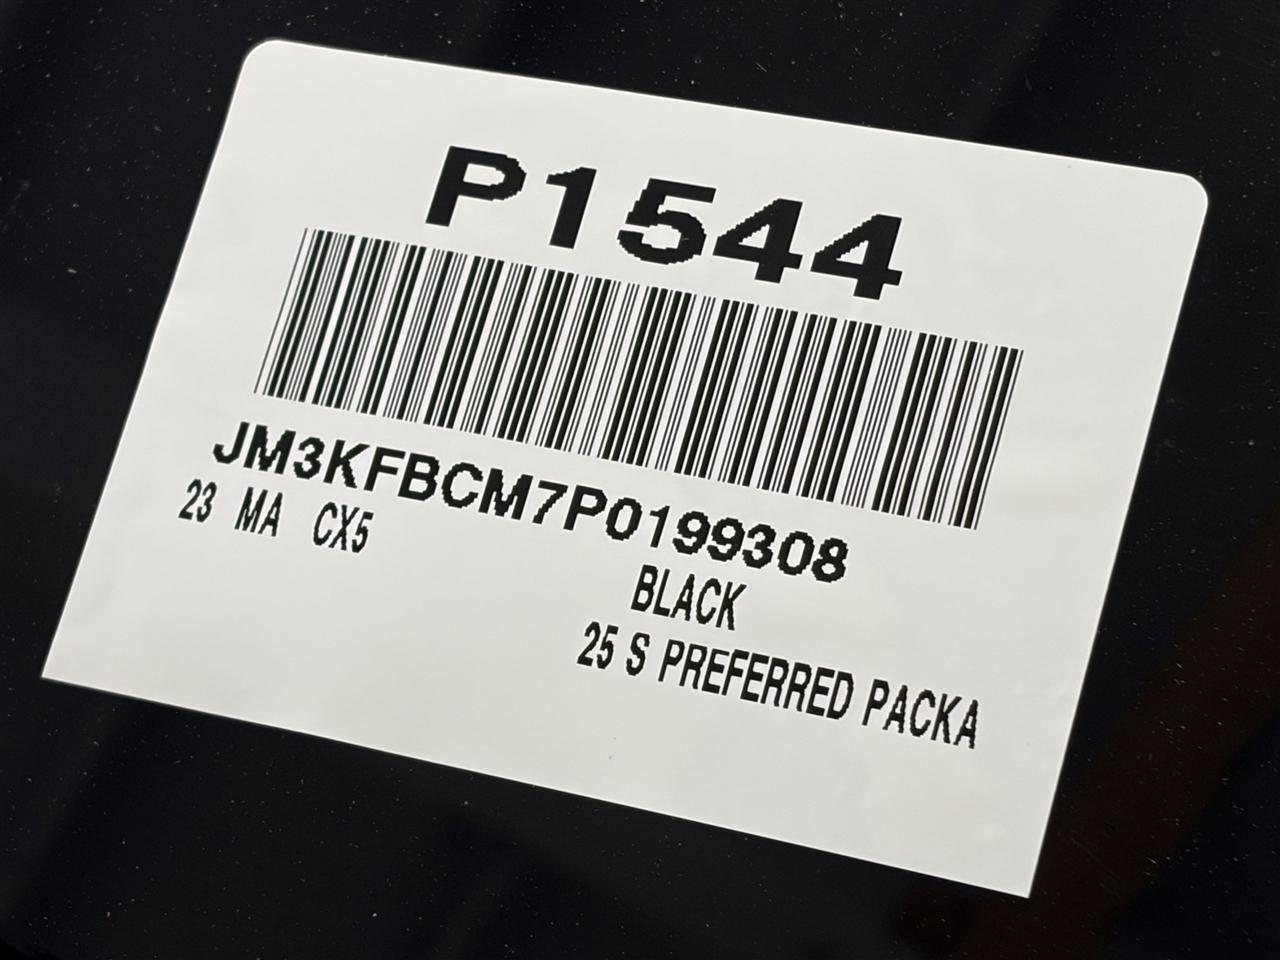 P1544
JM3KFBCM7P0199308
23 MA CX5
BLACK
25 S PREFERRED PACKA